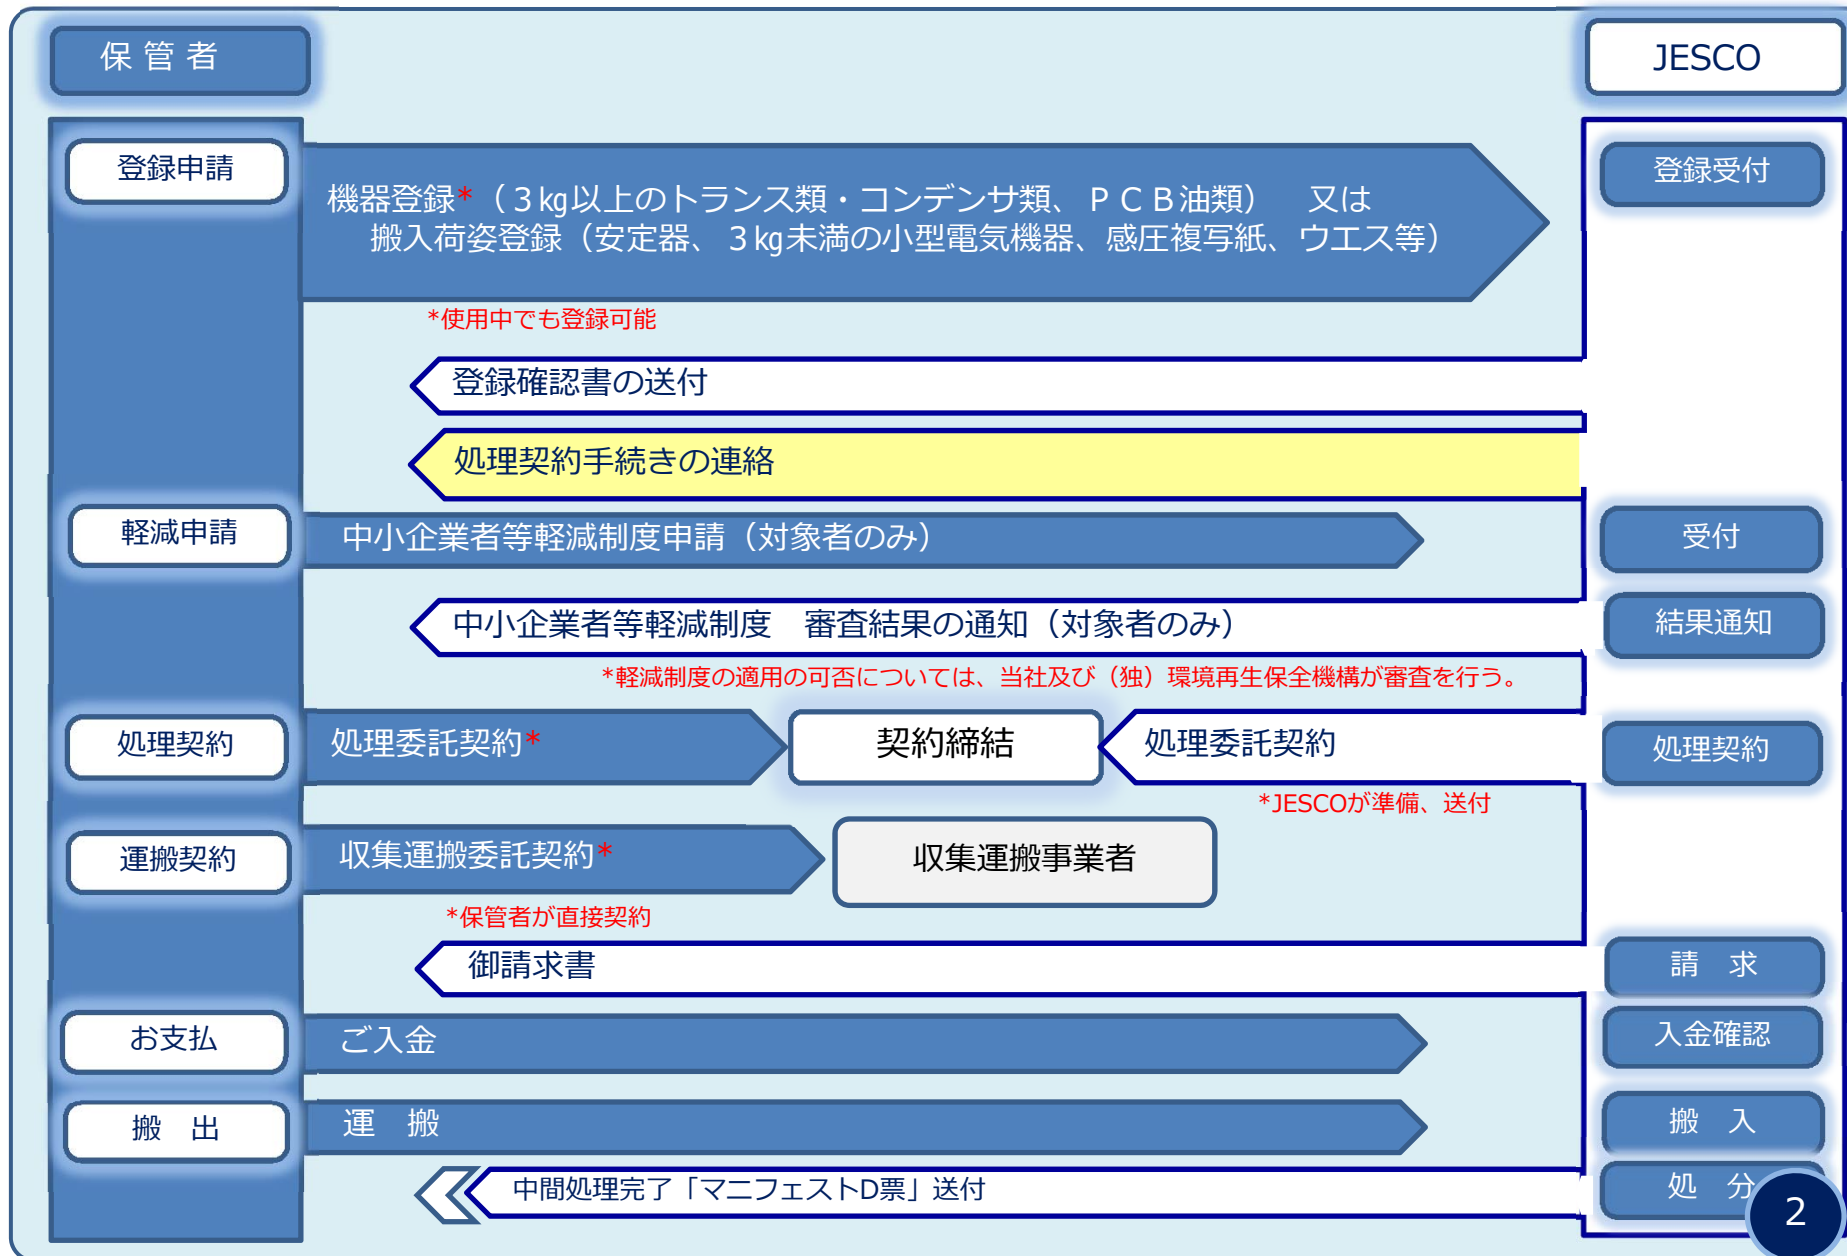 保 管 者
JESCO
登録申請
機器登録*（３kg以上のトランス類・コンデンサ類、ＰＣＢ油類）　又は
搬入荷姿登録（安定器、３kg未満の小型電気機器、感圧複写紙、ウエス等）
登録受付
*使用中でも登録可能
登録確認書の送付
処理契約手続きの連絡
軽減申請
中小企業者等軽減制度申請（対象者のみ）
受付
中小企業者等軽減制度　審査結果の通知（対象者のみ）
結果通知
*軽減制度の適用の可否については、当社及び（独）環境再生保全機構が審査を行う。
処理契約
処理委託契約*
契約締結
処理委託契約
処理契約
*JESCOが準備、送付
運搬契約
収集運搬委託契約*
収集運搬事業者
*保管者が直接契約
御請求書
請　求
お支払
ご入金
入金確認
搬　出
運　搬
搬　入
中間処理完了「マニフェストD票」送付
処　分
2